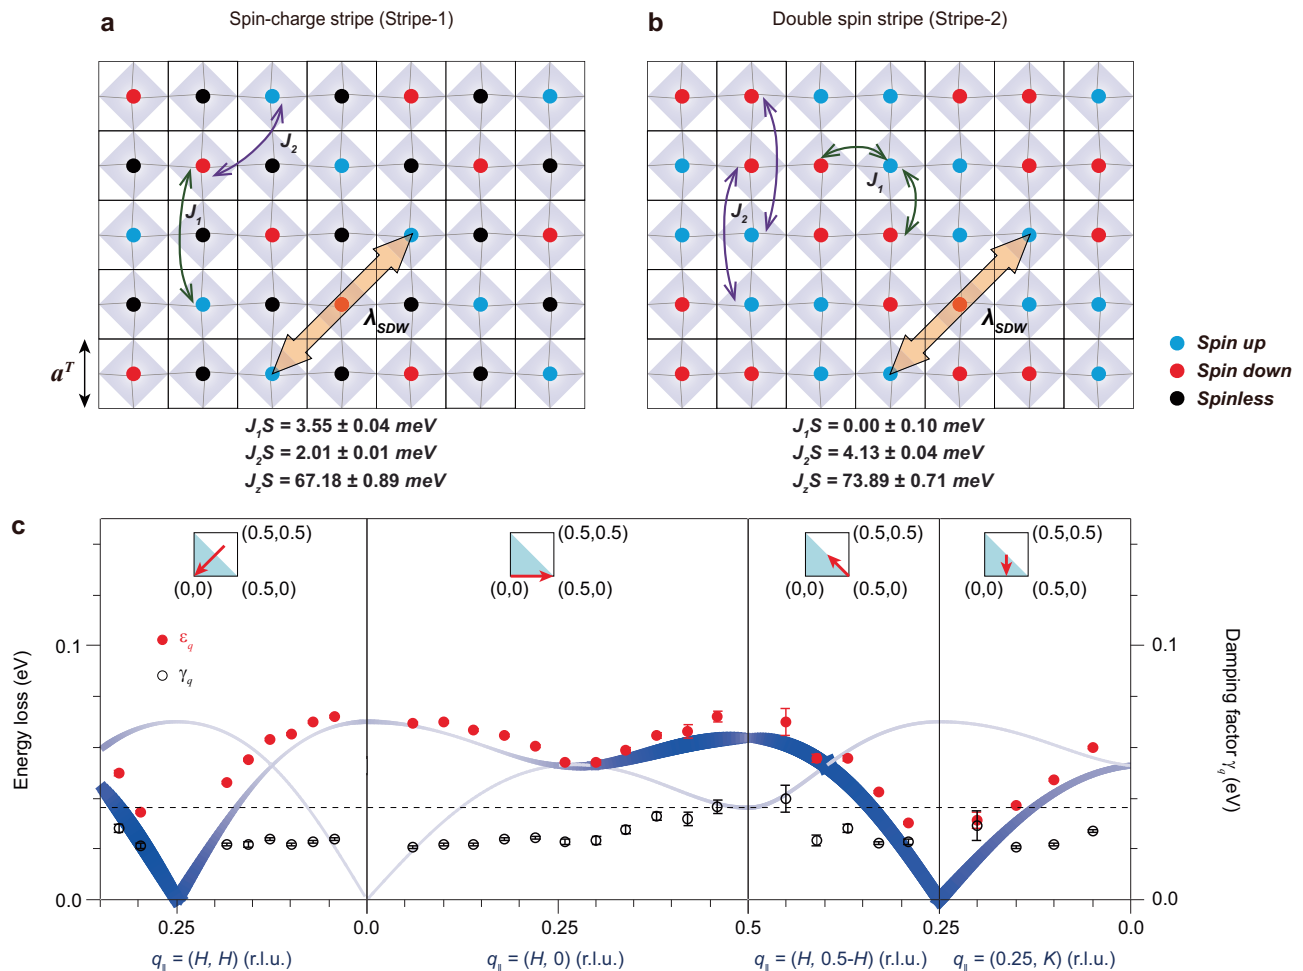 a Spin-charge stripe (Stripe-1)
b Double spin stripe (Stripe-2)
J2
J1
λSDW
aT
J1
J2
λSDW
Spin up
Spin down
Spinless
J1S = 3.55 ± 0.04 meV
J2S = 2.01 ± 0.01 meV
JzS = 67.18 ± 0.89 meV
J1S = 0.00 ± 0.10 meV
J2S = 4.13 ± 0.04 meV
JzS = 73.89 ± 0.71 meV
c
(0.5,0.5)
(0,0) (0.5,0)
(0.5,0.5)
(0,0) (0.5,0)
(0.5,0.5)
(0,0) (0.5,0)
(0.5,0.5)
(0,0) (0.5,0)
εq
γq
Energy loss (eV)
0.1
0.0
Damping factor γq (eV)
0.1
0.0
0.25 0.0 0.25 0.5 0.25 0.0
q∥ = (H, H) (r.l.u.)
q∥ = (H, 0) (r.l.u.)
q∥ = (H, 0.5-H) (r.l.u.)
q∥ = (0.25, K) (r.l.u.)